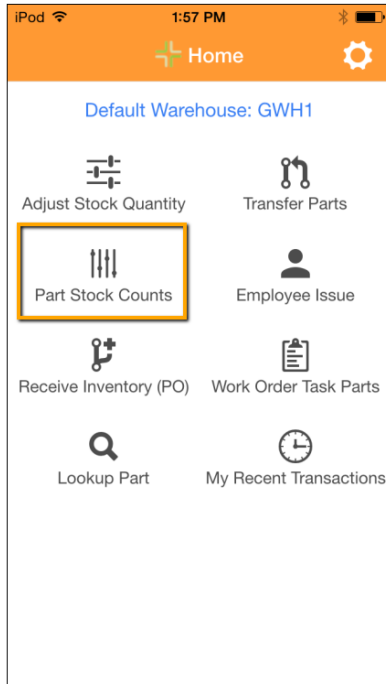 iPod 1:57 PM
Home
Default Warehouse: GWH1
Adjust Stock Quantity Transfer Parts
Part Stock Counts Employee Issue
Receive Inventory (PO) Work Order Task Parts
Lookup Part My Recent Transactions